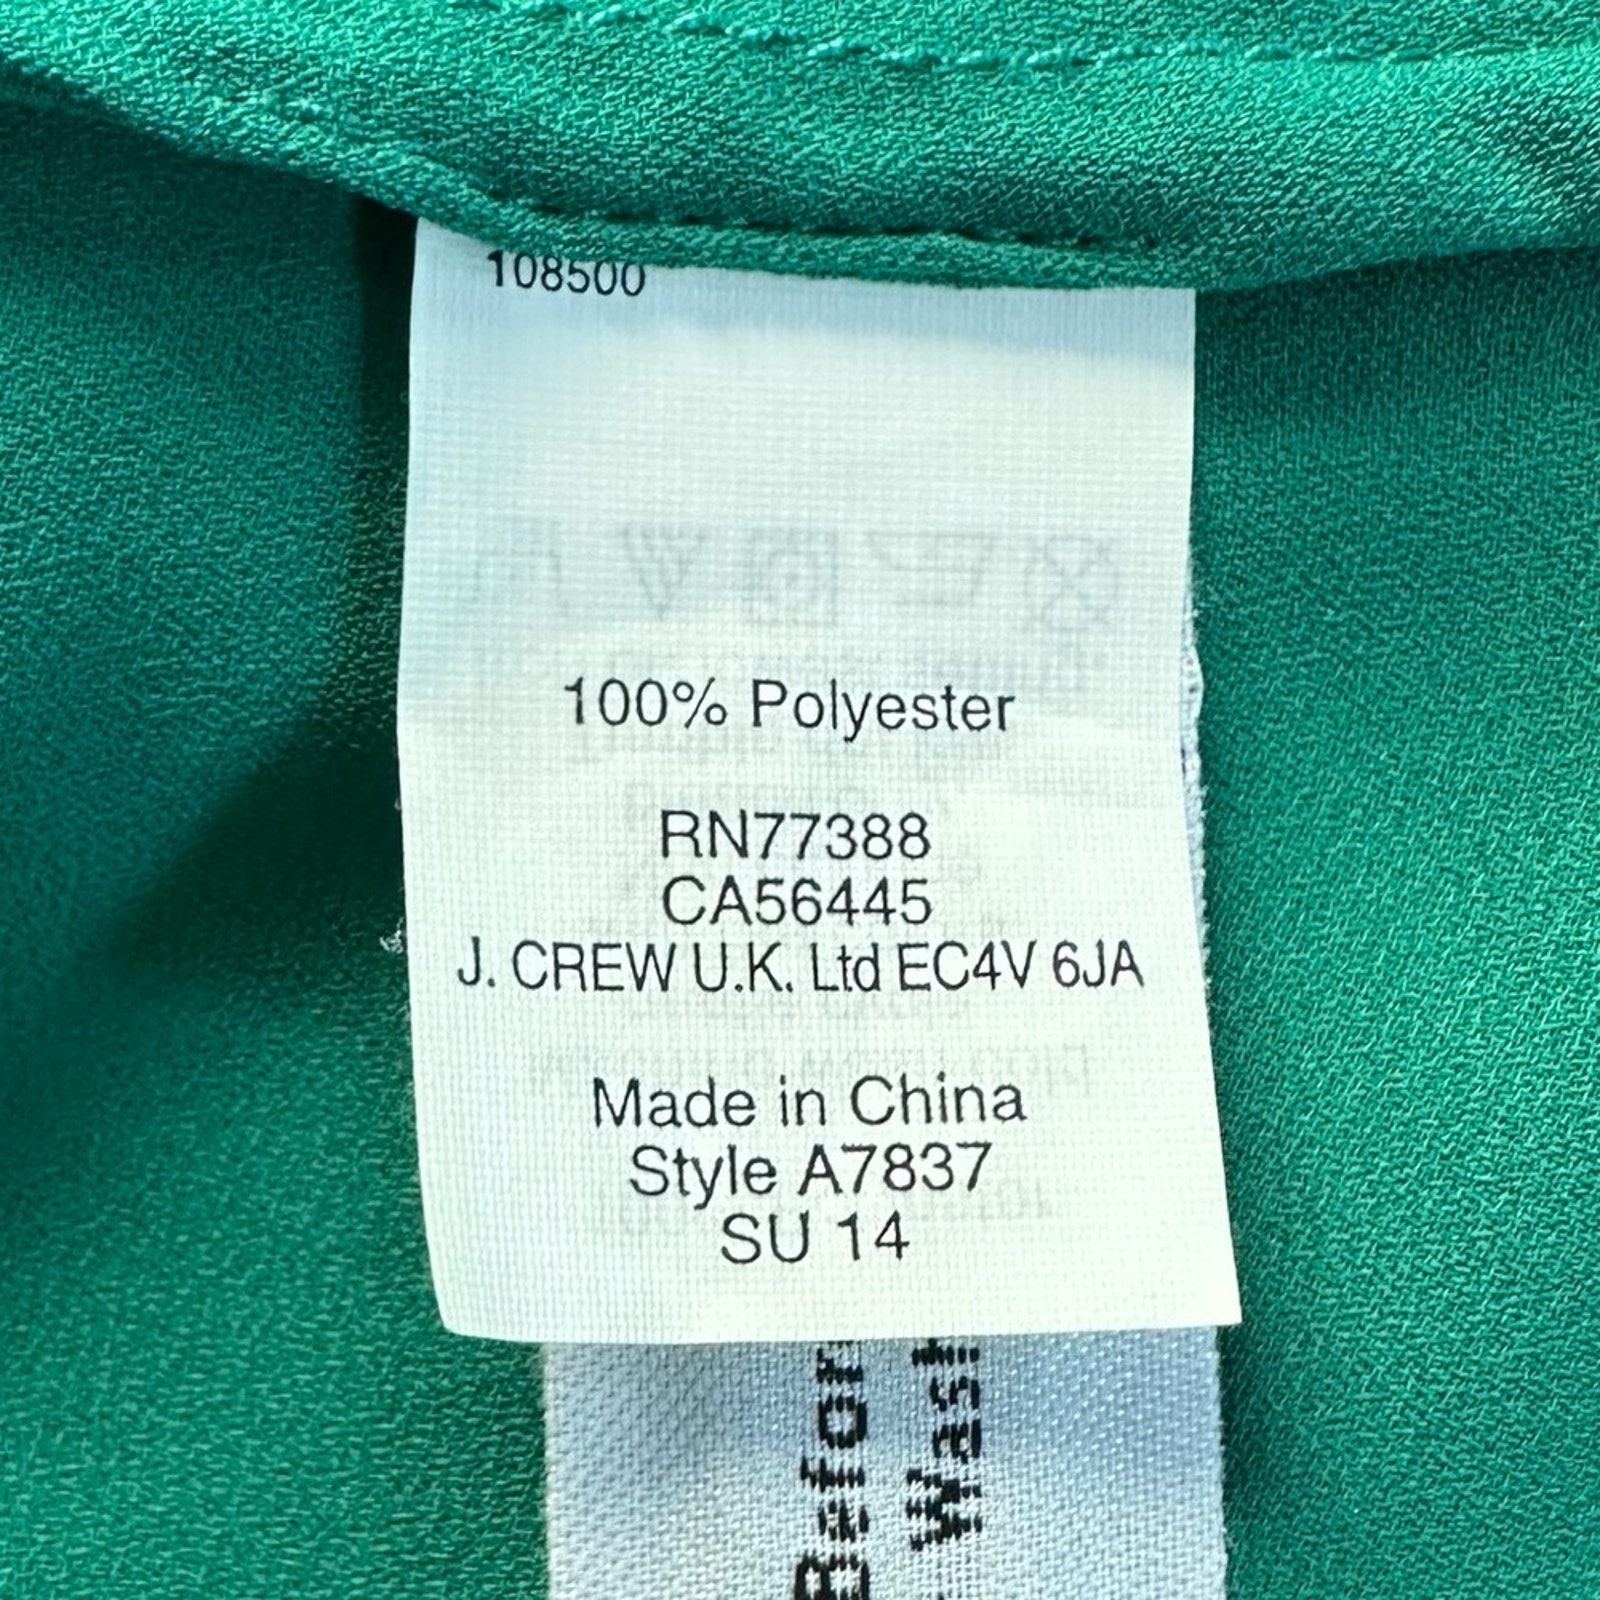 108500
100% Polyester
RN77388
CA56445
J. CREW U.K. Ltd EC4V 6JA
Made in China
Style A7837
SU 14